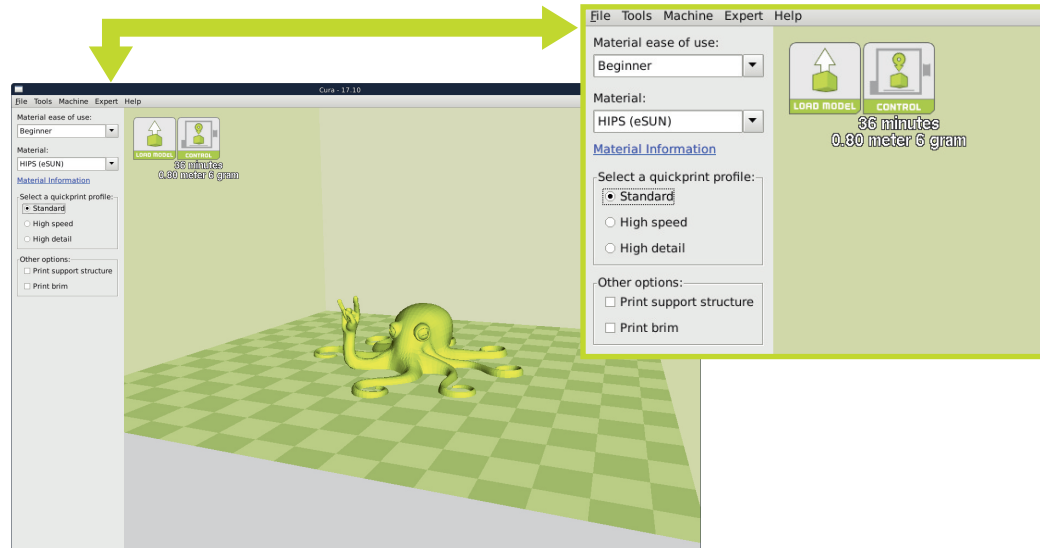 Cura - 17.10
File Tools Machine Expert Help
Material ease of use:
Beginner
Material:
HIPS (eSUN)
Material Information
Select a quickprint profile:
Standard
High speed
High detail
Other options:
Print support structure
Print brim
LOAD MODEL
CONTROL
36 minutes
0.80 meter 6 gram
File Tools Machine Expert Help
Material ease of use:
Beginner
Material:
HIPS (eSUN)
Material Information
Select a quickprint profile:
Standard
High speed
High detail
Other options:
Print support structure
Print brim
LOAD MODEL
CONTROL
36 minutes
0.80 meter 6 gram